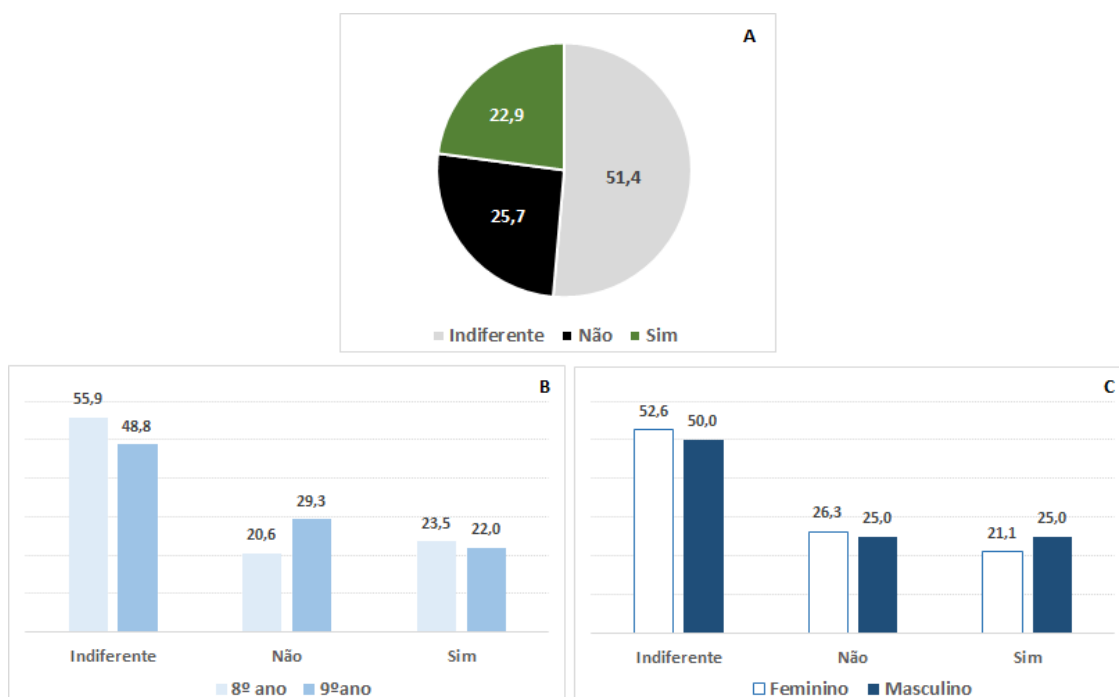 A
22,9
51,4
25,7
Indiferente Não Sim
B
55,9
48,8
20,6
29,3
23,5
22,0
Indiferente Não Sim
8º ano 9ºano
C
52,6
50,0
26,3
25,0
21,1
25,0
Indiferente Não Sim
Feminino Masculino